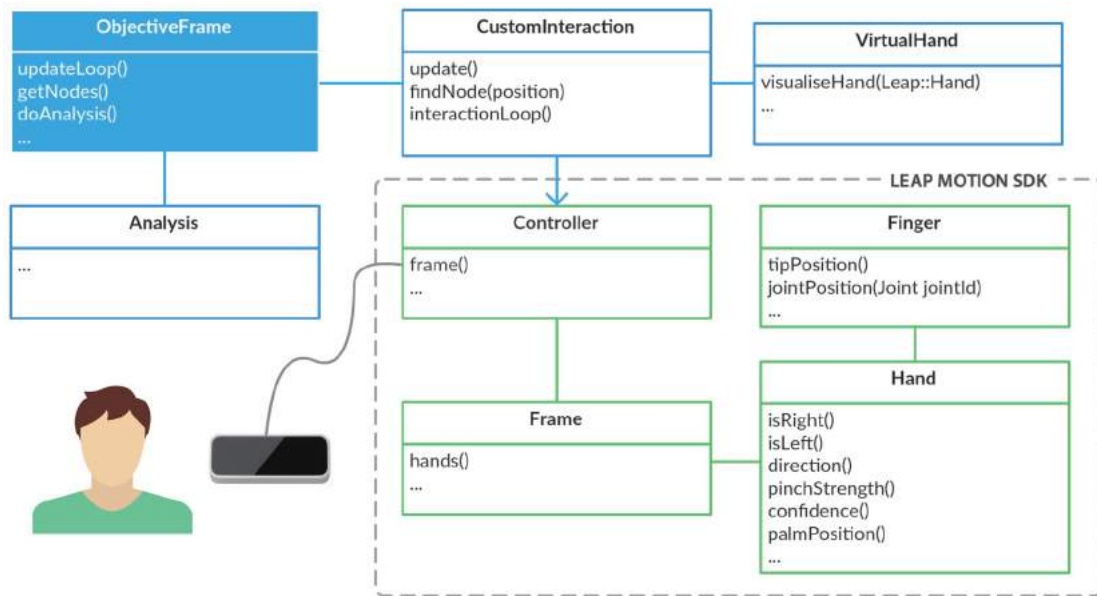 ObjectiveFrame
updateLoop()
getNodes()
doAnalysis()
...
CustomInteraction
update()
findNode(position)
interactionLoop()
VirtualHand
visualiseHand(Leap::Hand)
...
LEAP MOTION SDK
Analysis
...
Controller
frame()
...
Finger
tipPosition()
jointPosition(Joint jointId)
...
Frame
hands()
...
Hand
isRight()
isLeft()
direction()
pinchStrength()
confidence()
palmPosition()
...